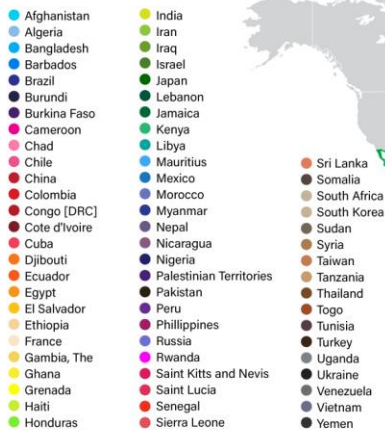 Afghanistan
Algeria
Bangladesh
Barbados
Brazil
Burundi
Burkina Faso
Cameroon
Chad
Chile
China
Colombia
Congo [DRC]
Cote d'Ivoire
Cuba
Djibouti
Ecuador
Egypt
El Salvador
Ethiopia
France
Gambia, The
Ghana
Grenada
Haiti
Honduras
India
Iran
Iraq
Israel
Japan
Lebanon
Jamaica
Kenya
Libya
Mauritius
Mexico
Morocco
Myanmar
Nepal
Nicaragua
Nigeria
Palestinian Territories
Pakistan
Peru
Phillippines
Russia
Rwanda
Saint Kitts and Nevis
Saint Lucia
Senegal
Sierra Leone
Sri Lanka
Somalia
South Africa
South Korea
Sudan
Syria
Taiwan
Tanzania
Thailand
Togo
Tunisia
Turkey
Uganda
Ukraine
Venezuela
Vietnam
Yemen